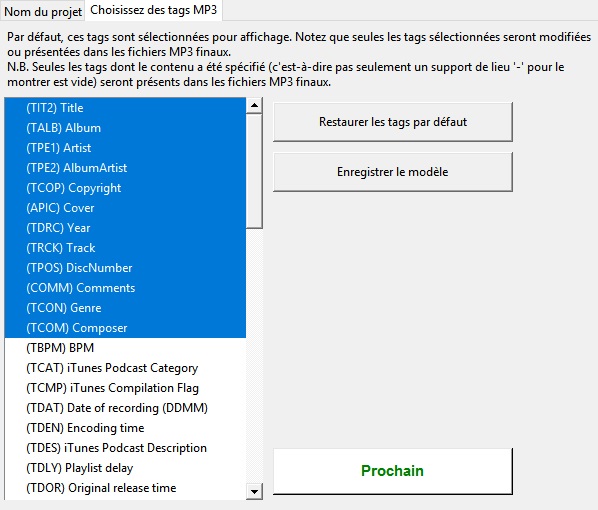 Nom du projet
Choisissez des tags MP3
Par défaut, ces tags sont sélectionnées pour affichage. Notez que seules les tags sélectionnées seront modifiées
ou présentées dans les fichiers MP3 finaux.
N.B. Seules les tags dont le contenu a été spécifié (c'est-à-dire pas seulement un support de lieu '-' pour le
montrer est vide) seront présents dans les fichiers MP3 finaux.
(TIT2) Title
(TALB) Album
(TPE1) Artist
(TPE2) AlbumArtist
(TCOP) Copyright
(APIC) Cover
(TDRC) Year
(TRCK) Track
(TPOS) DiscNumber
(COMM) Comments
(TCON) Genre
(TCOM) Composer
(TBPM) BPM
(TCAT) iTunes Podcast Category
(TCMP) iTunes Compilation Flag
(TDAT) Date of recording (DDMM)
(TDEN) Encoding time
(TDES) iTunes Podcast Description
(TDLY) Playlist delay
(TDOR) Original release time
Restaurer les tags par défaut
Enregistrer le modèle
Prochain